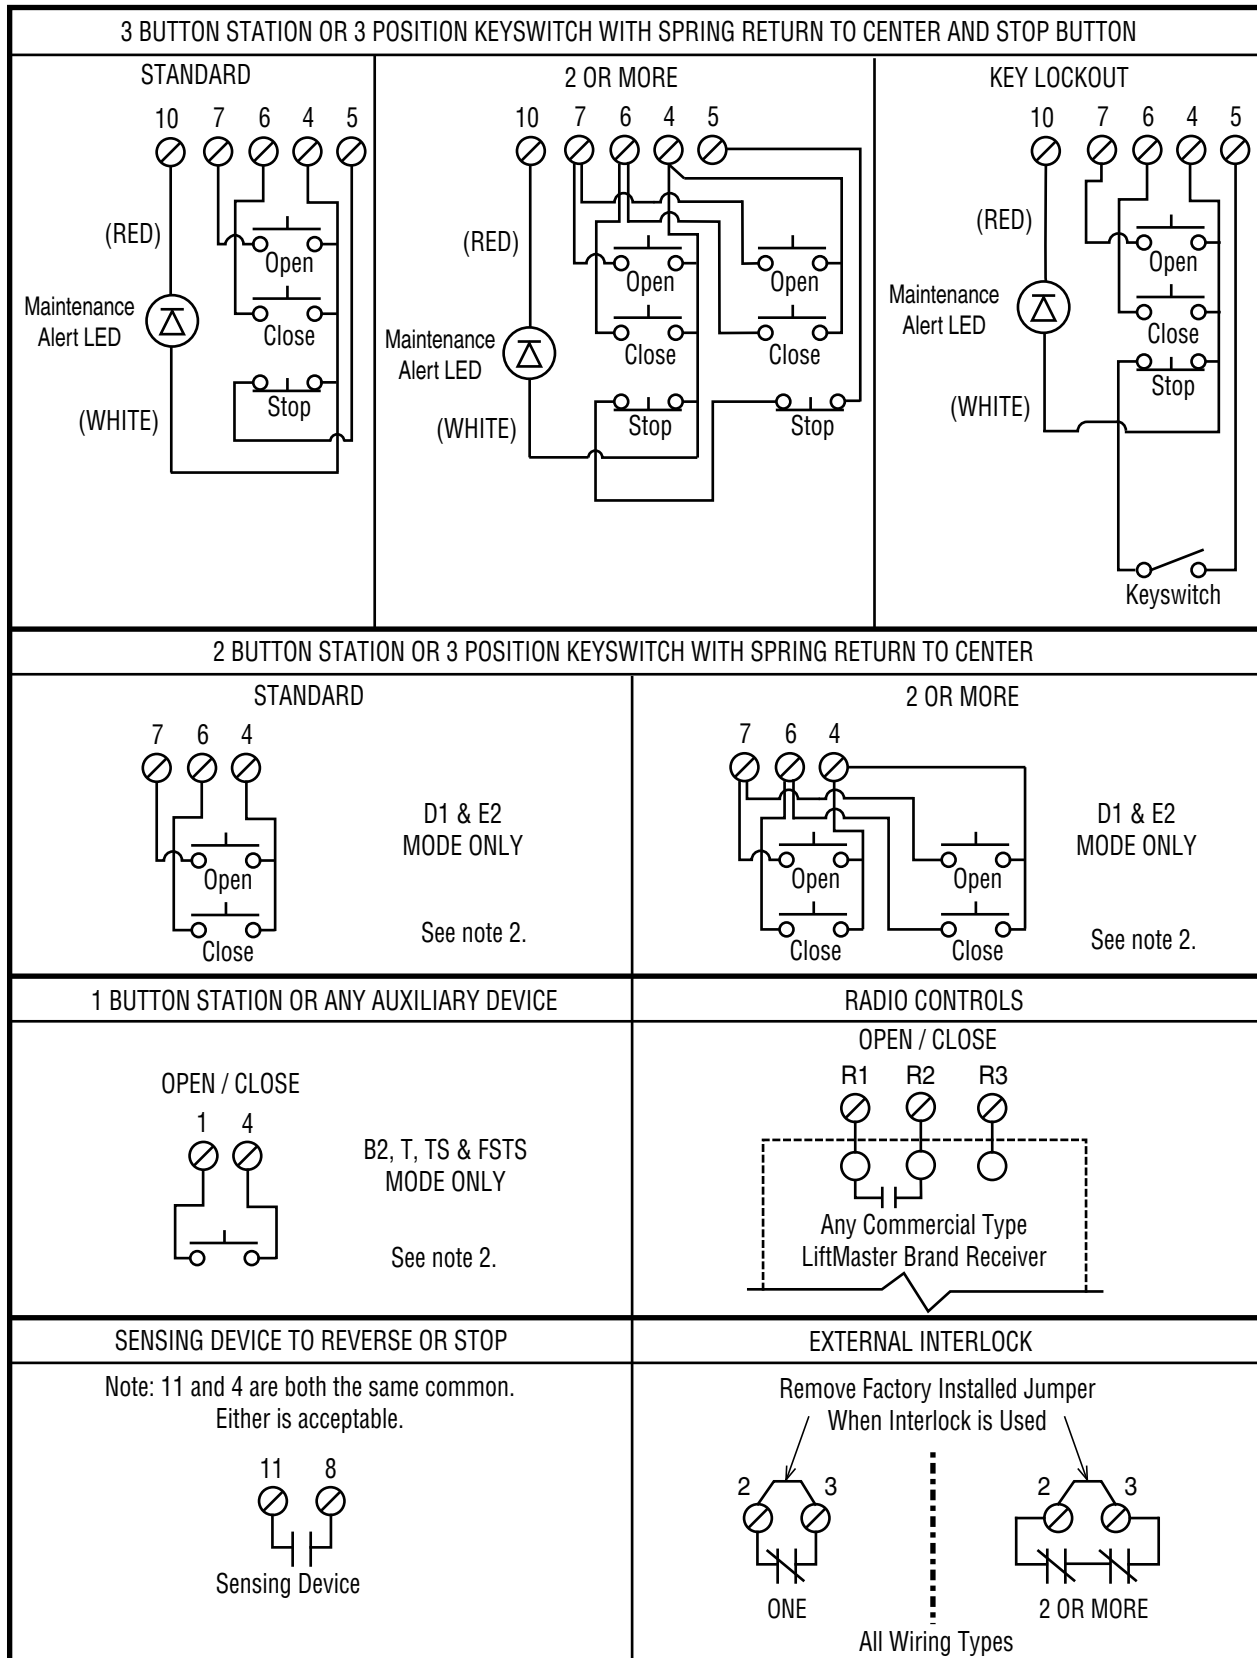 3 BUTTON STATION OR 3 POSITION KEYSWITCH WITH SPRING RETURN TO CENTER AND STOP BUTTON
STANDARD
10 7 6 4 5
(RED)
Open
Maintenance
Alert LED
Close
(WHITE)
Stop
2 OR MORE
10 7 6 4 5
(RED)
Open Open
Maintenance
Alert LED
Close Close
(WHITE)
Stop Stop
KEY LOCKOUT
10 7 6 4 5
(RED)
Open
Maintenance
Alert LED
Close
Stop
(WHITE)
Keyswitch
2 BUTTON STATION OR 3 POSITION KEYSWITCH WITH SPRING RETURN TO CENTER
STANDARD
7 6 4
D1 & E2
MODE ONLY
Open
Close
See note 2.
2 OR MORE
7 6 4
D1 & E2
MODE ONLY
Open Open
Close Close
See note 2.
1 BUTTON STATION OR ANY AUXILIARY DEVICE
OPEN / CLOSE
1 4
B2, T, TS & FSTS
MODE ONLY
See note 2.
RADIO CONTROLS
OPEN / CLOSE
R1 R2 R3
Any Commercial Type
LiftMaster Brand Receiver
SENSING DEVICE TO REVERSE OR STOP
Note: 11 and 4 are both the same common.
Either is acceptable.
11 8
Sensing Device
EXTERNAL INTERLOCK
Remove Factory Installed Jumper
When Interlock is Used
2 3 2 3
ONE 2 OR MORE
All Wiring Types